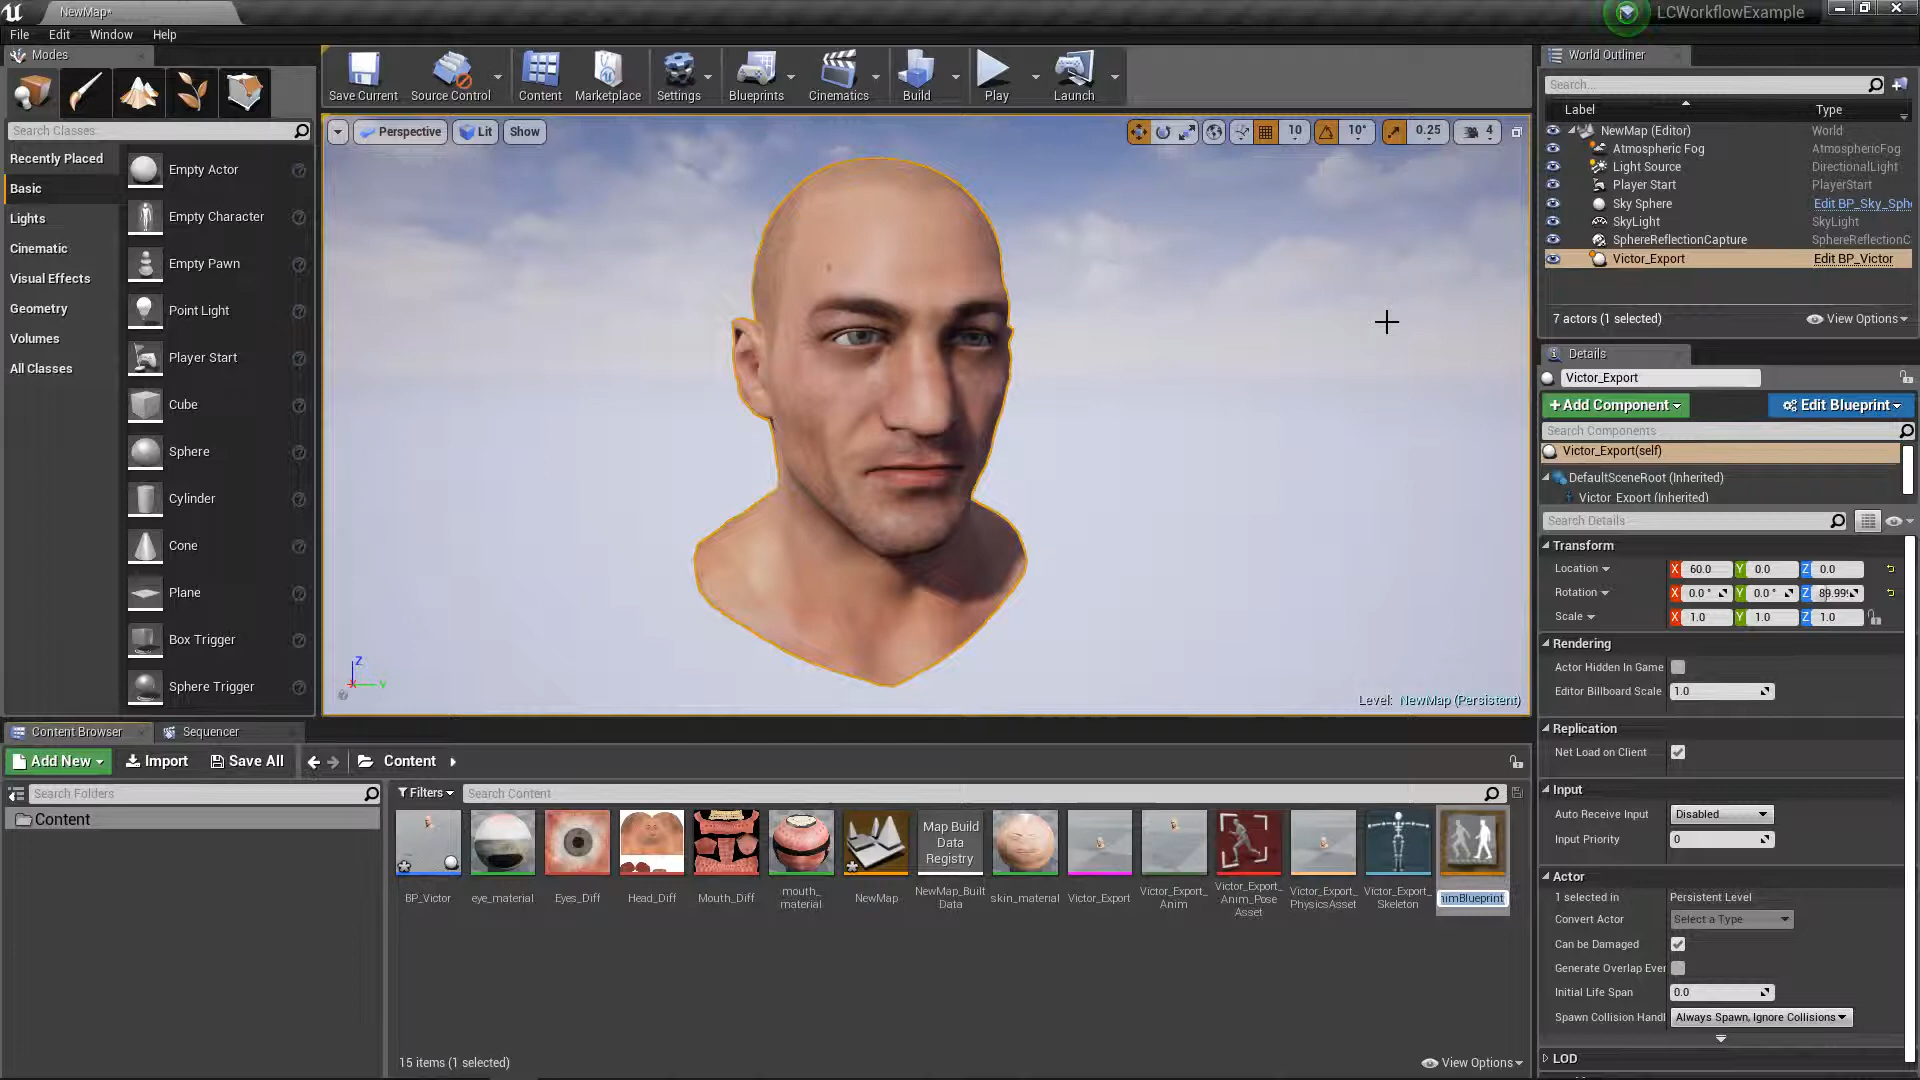 NewMap*
LCWorkflowExample
File Edit Window Help
Modes
Search Classes
Recently Placed
Basic
Lights
Cinematic
Visual Effects
Geometry
Volumes
All Classes
Empty Actor
Empty Character
Empty Pawn
Point Light
Player Start
Cube
Sphere
Cylinder
Cone
Plane
Box Trigger
Sphere Trigger
Save Current Source Control Content Marketplace Settings Blueprints Cinematics Build Play Launch
Perspective Lit Show
10 10° 0.25 4
Z
X Y
Level: NewMap (Persistent)
World Outliner
Search...
Label Type
NewMap (Editor) World
Atmospheric Fog AtmosphericFog
Light Source DirectionalLight
Player Start PlayerStart
Sky Sphere Edit BP_Sky_Sphe
SkyLight SkyLight
SphereReflectionCapture SphereReflectionC
Victor_Export Edit BP_Victor
7 actors (1 selected) View Options
Details
Victor_Export
+Add Component Edit Blueprint
Search Components
Victor_Export(self)
DefaultSceneRoot (Inherited)
Victor_Export (Inherited)
Search Details
Transform
Location X 60.0 Y 0.0 Z 0.0
Rotation X 0.0 ° Y 0.0 ° Z 89.99
Scale X 1.0 Y 1.0 Z 1.0
Rendering
Actor Hidden In Game
Editor Billboard Scale 1.0
Replication
Net Load on Client
Input
Auto Receive Input Disabled
Input Priority 0
Actor
1 selected in Persistent Level
Convert Actor Select a Type
Can be Damaged
Generate Overlap Ever
Initial Life Span 0.0
Spawn Collision Handl Always Spawn, Ignore Collisions
LOD
Content Browser Sequencer
Add New Import Save All Content
Search Folders
Content
Filters Search Content
Map Build
Data
Registry
BP_Victor
eye_material
Eyes_Diff
Head_Diff
Mouth_Diff
mouth_
material
NewMap
NewMap_Built
Data
skin_material
Victor_Export
Victor_Export_
Anim
Victor_Export_
Anim_Pose
Asset
Victor_Export_
PhysicsAsset
Victor_Export_
Skeleton
nimBlueprint
15 items (1 selected) View Options